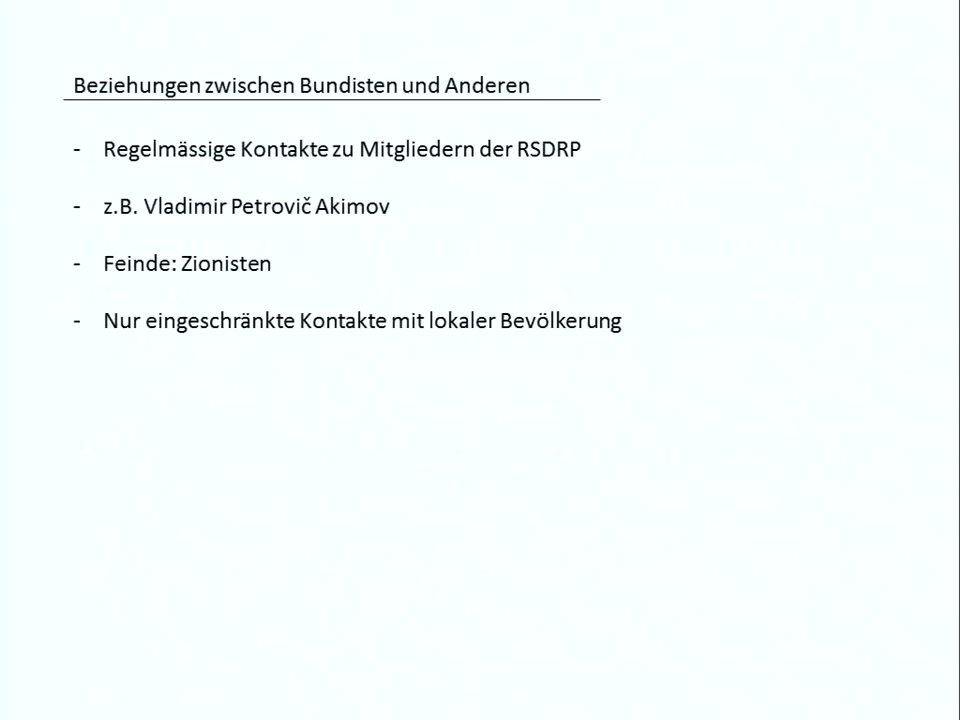 Beziehungen zwischen Bundisten und Anderen
- Regelmässige Kontakte zu Mitgliedern der RSDRP
- z.B. Vladimir Petrovič Akimov
- Feinde: Zionisten
- Nur eingeschränkte Kontakte mit lokaler Bevölkerung